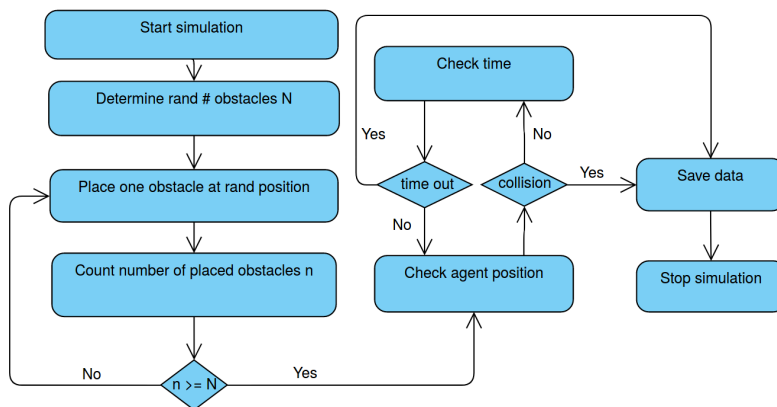 Start simulation
Determine rand # obstacles N
Place one obstacle at rand position
Count number of placed obstacles n
n >= N
No
Yes
Check time
Yes
No
time out
collision
Yes
No
Check agent position
Save data
Stop simulation